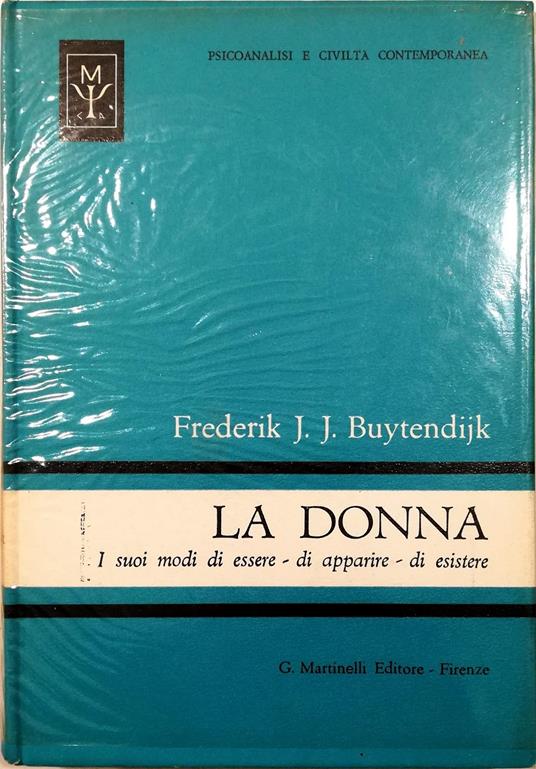 PSICOANALISI E CIVILTÀ CONTEMPORANEA
M
Ψ
C A
Frederik J. J. Buytendijk
LA DONNA
I suoi modi di essere - di apparire - di esistere
G. Martinelli Editore - Firenze